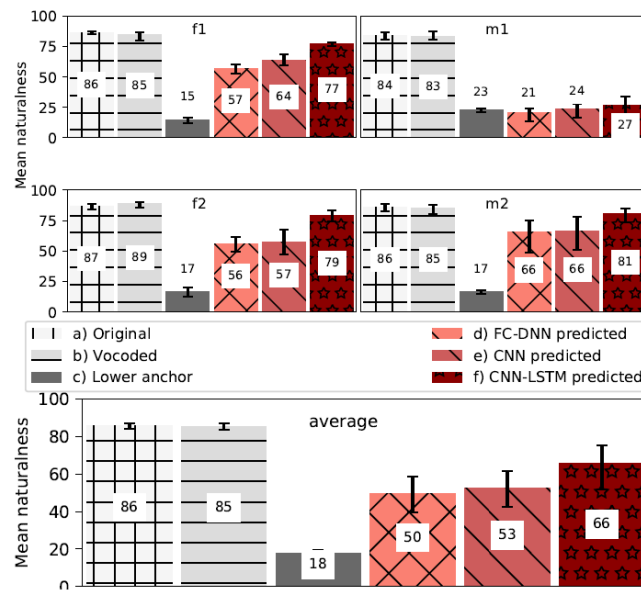 f1
m1
100
75
50
25
0
Mean naturalness
86 85 15 57 64 77
84 83 23 21 24 27
f2
m2
100
75
50
25
0
Mean naturalness
87 89 17 56 57 79
86 85 17 66 66 81
a) Original
b) Vocoded
c) Lower anchor
d) FC-DNN predicted
e) CNN predicted
f) CNN-LSTM predicted
average
100
80
60
40
20
0
Mean naturalness
86 85 18 50 53 66